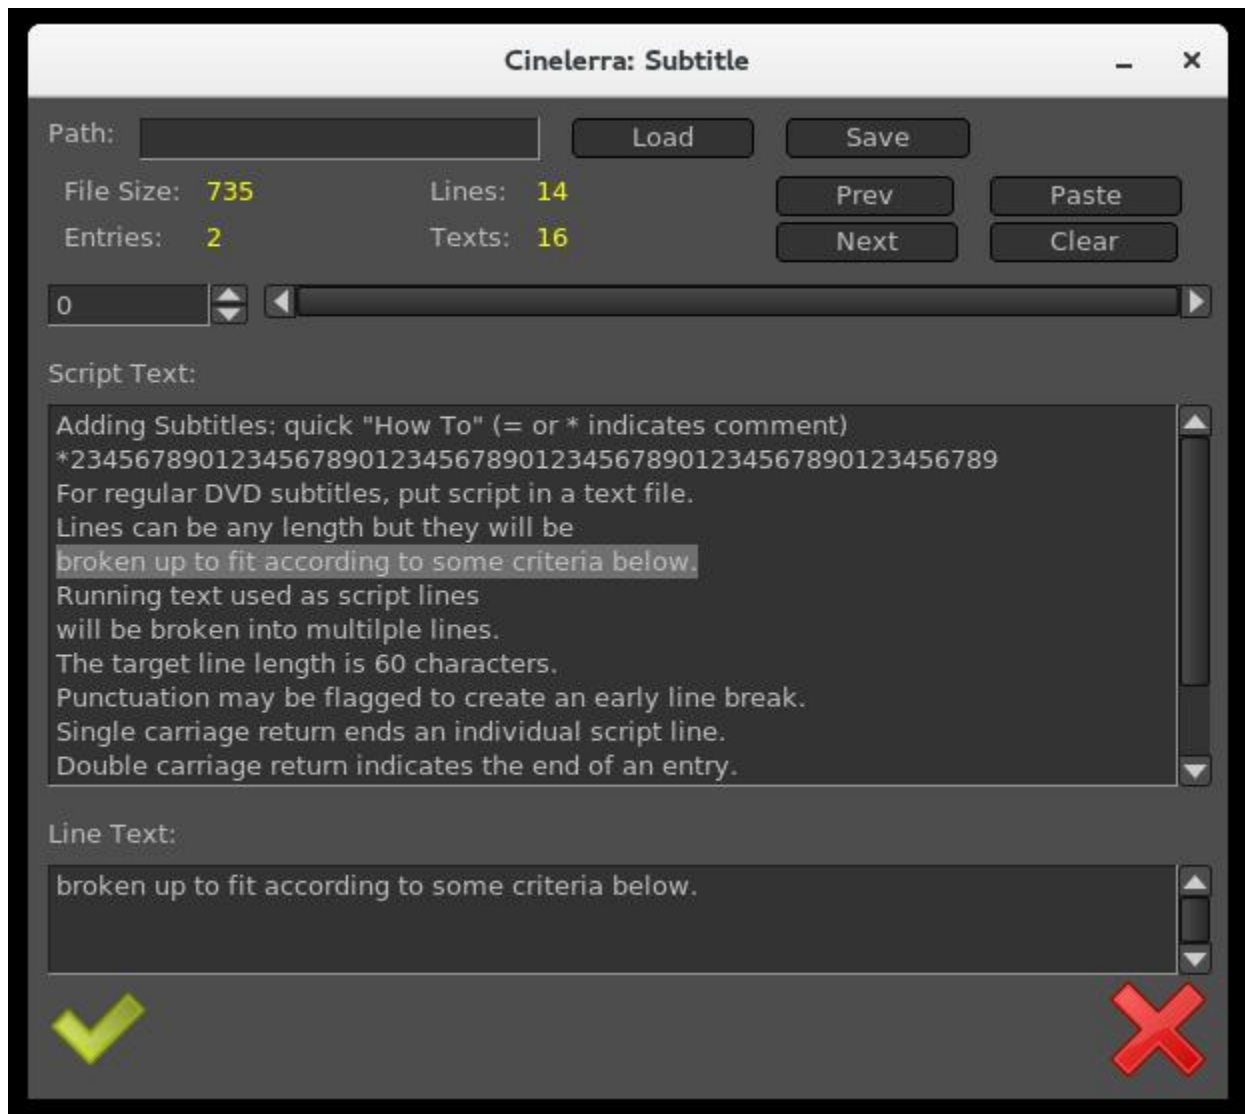 Cinelerra: Subtitle
Path: Load Save
File Size: 735 Lines: 14 Prev Paste
Entries: 2 Texts: 16 Next Clear
0
Script Text:
Adding Subtitles: quick "How To" (= or * indicates comment)
*2345678901234567890123456789012345678901234567890123456789
For regular DVD subtitles, put script in a text file.
Lines can be any length but they will be
broken up to fit according to some criteria below.
Running text used as script lines
will be broken into multilple lines.
The target line length is 60 characters.
Punctuation may be flagged to create an early line break.
Single carriage return ends an individual script line.
Double carriage return indicates the end of an entry.
Line Text:
broken up to fit according to some criteria below.